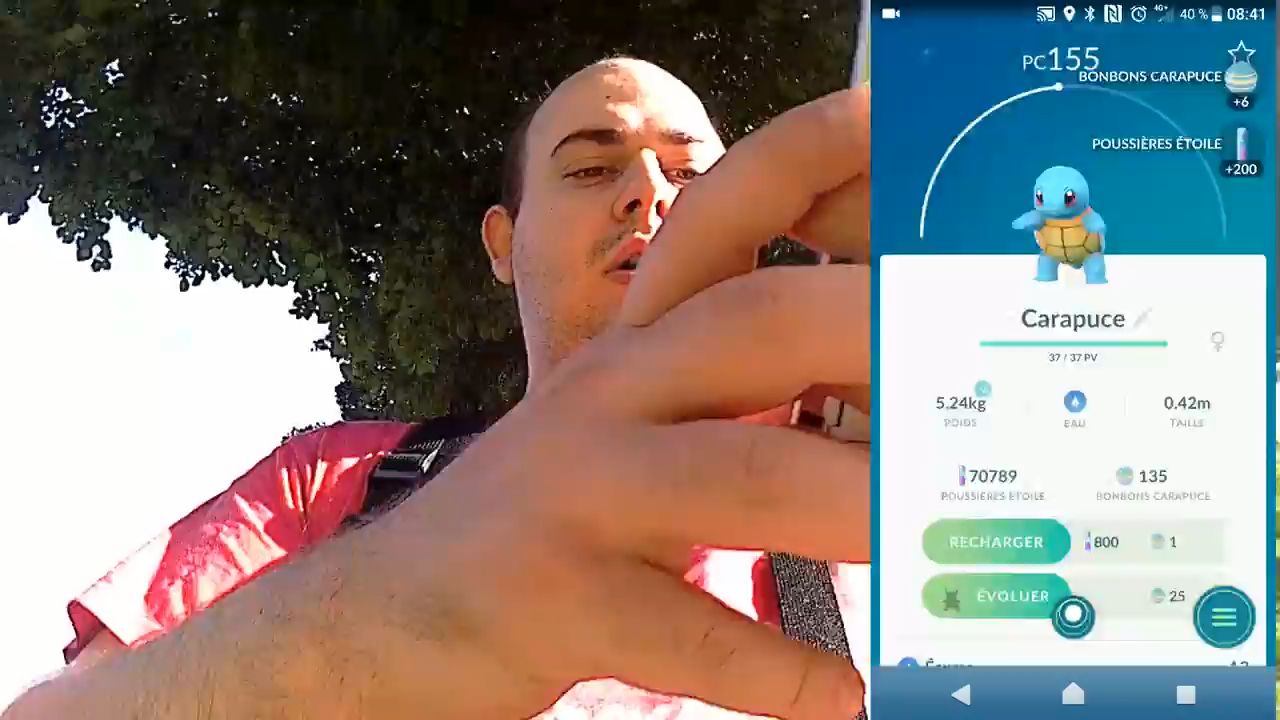 4G+ 40 % 08:41
PC155
BONBONS CARAPUCE
+6
POUSSIÈRES ÉTOILE
+200
Carapuce
37 / 37 PV
5.24kg
POIDS
EAU
0.42m
TAILLE
70789
POUSSIÈRES ÉTOILE
135
BONBONS CARAPUCE
RECHARGER 800 1
ÉVOLUER 25